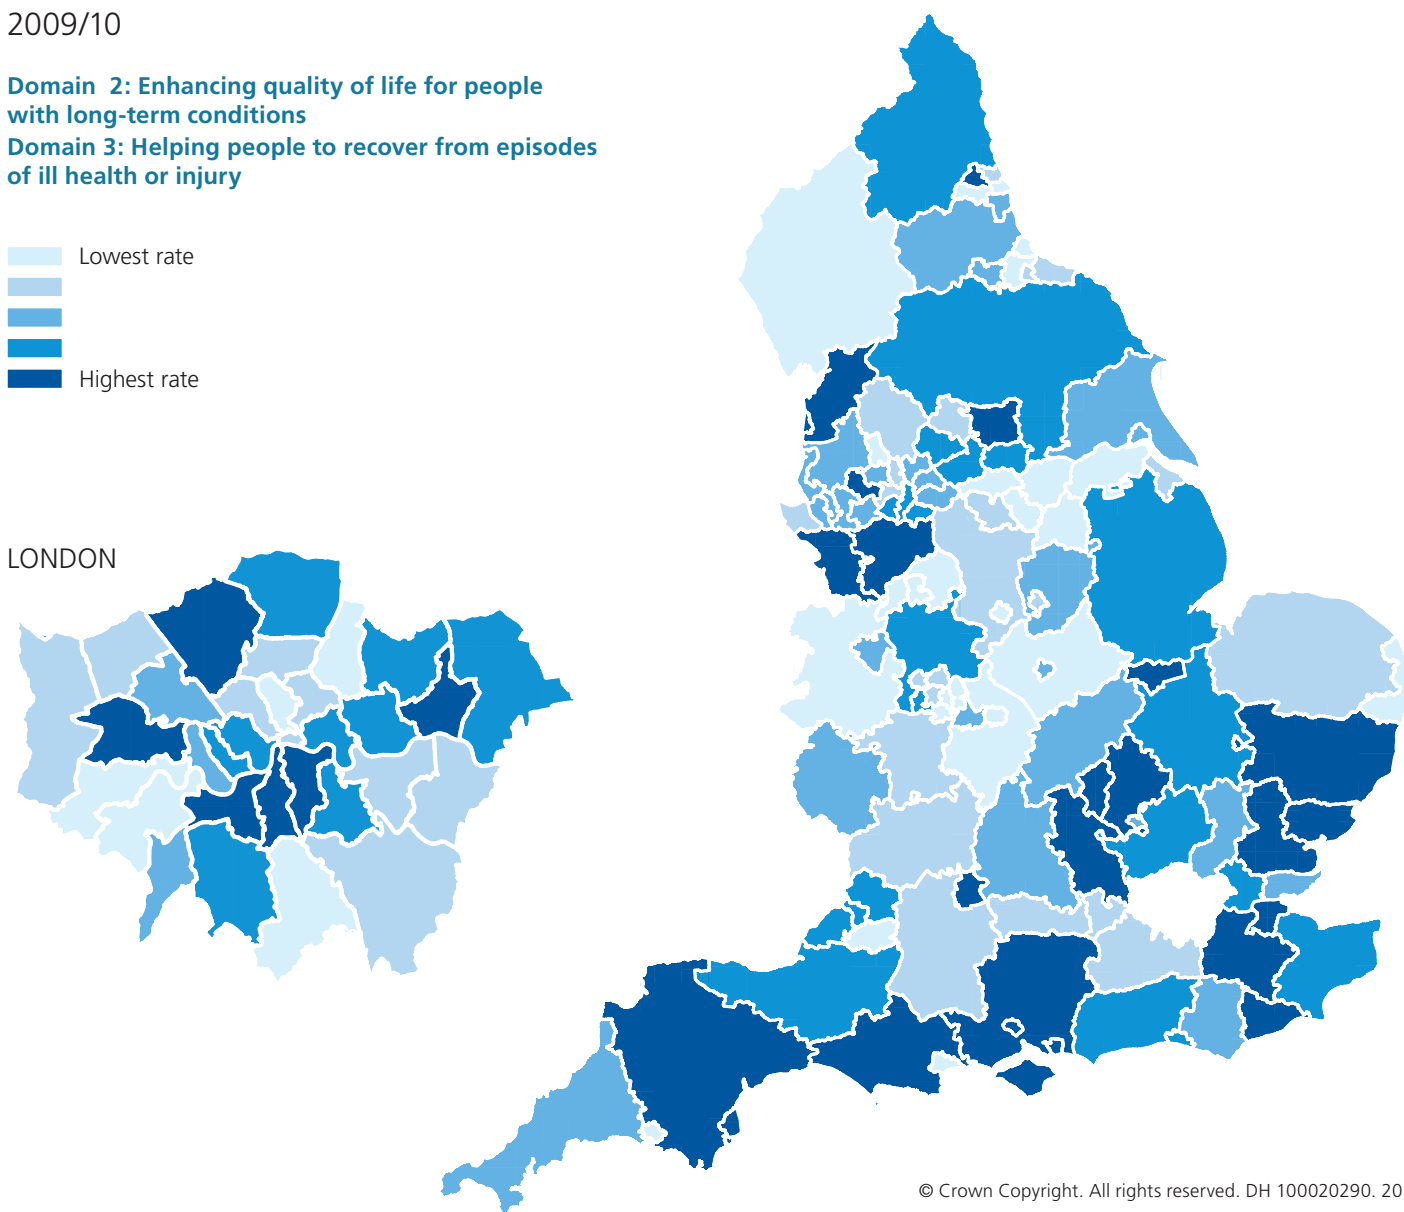 2009/10
Domain 2: Enhancing quality of life for people
with long-term conditions
Domain 3: Helping people to recover from episodes
of ill health or injury
Lowest rate
Highest rate
LONDON
© Crown Copyright. All rights reserved. DH 100020290. 20